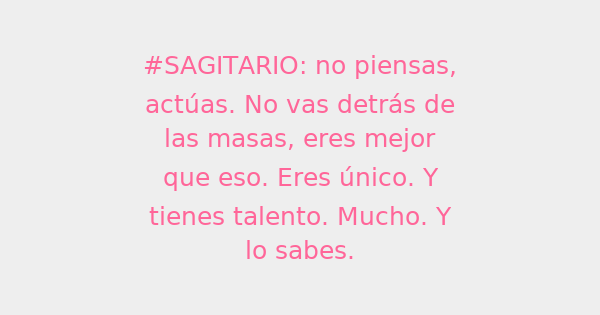 #SAGITARIO: no piensas,
actúas. No vas detrás de
las masas, eres mejor
que eso. Eres único. Y
tienes talento. Mucho. Y
lo sabes.